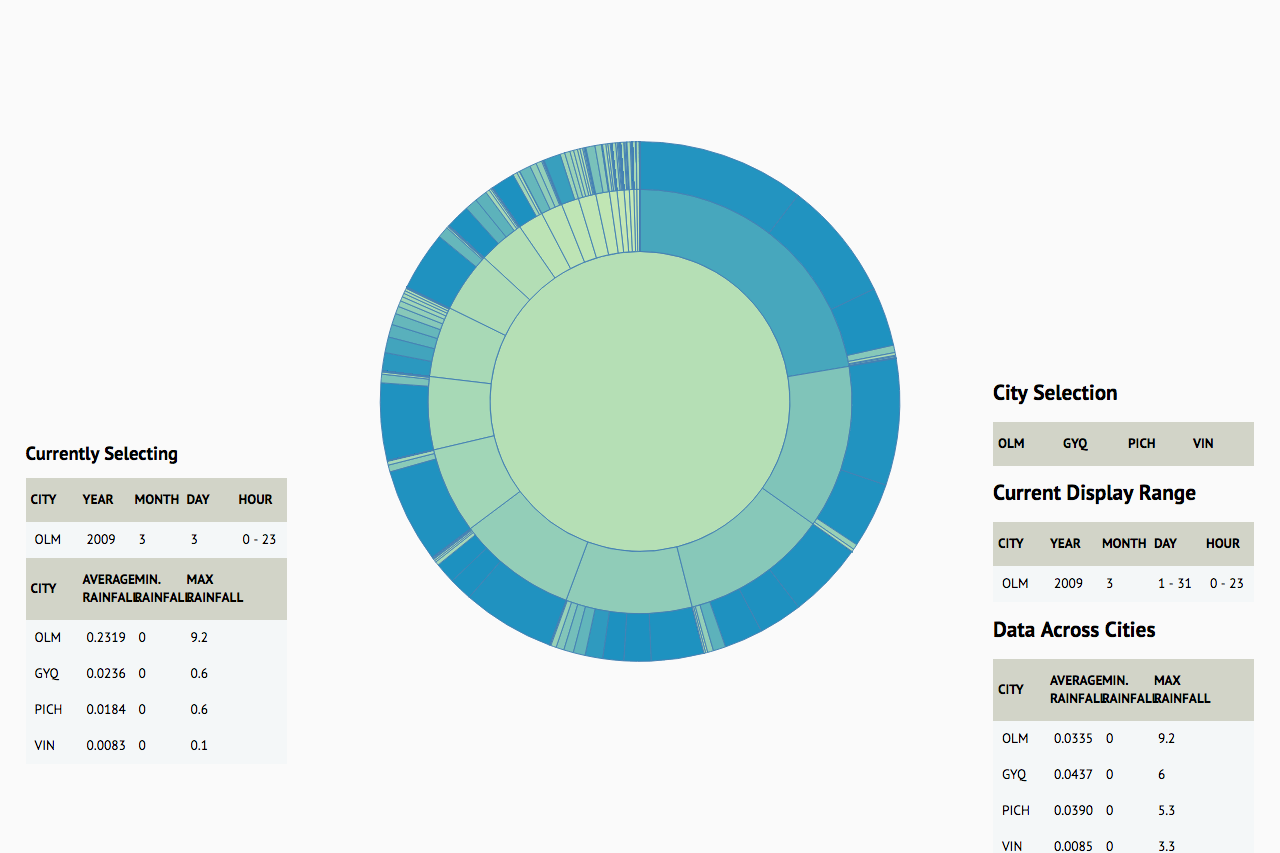 Currently Selecting
CITY YEAR MONTH DAY HOUR
OLM 2009 3 3 0 - 23
CITY AVERAGE RAINFALL MIN. RAINFALL MAX RAINFALL
OLM 0.2319 0 9.2
GYQ 0.0236 0 0.6
PICH 0.0184 0 0.6
VIN 0.0083 0 0.1
City Selection
OLM GYQ PICH VIN
Current Display Range
CITY YEAR MONTH DAY HOUR
OLM 2009 3 1 - 31 0 - 23
Data Across Cities
CITY AVERAGE RAINFALL MIN. RAINFALL MAX RAINFALL
OLM 0.0335 0 9.2
GYQ 0.0437 0 6
PICH 0.0390 0 5.3
VIN 0.0085 0 3.3